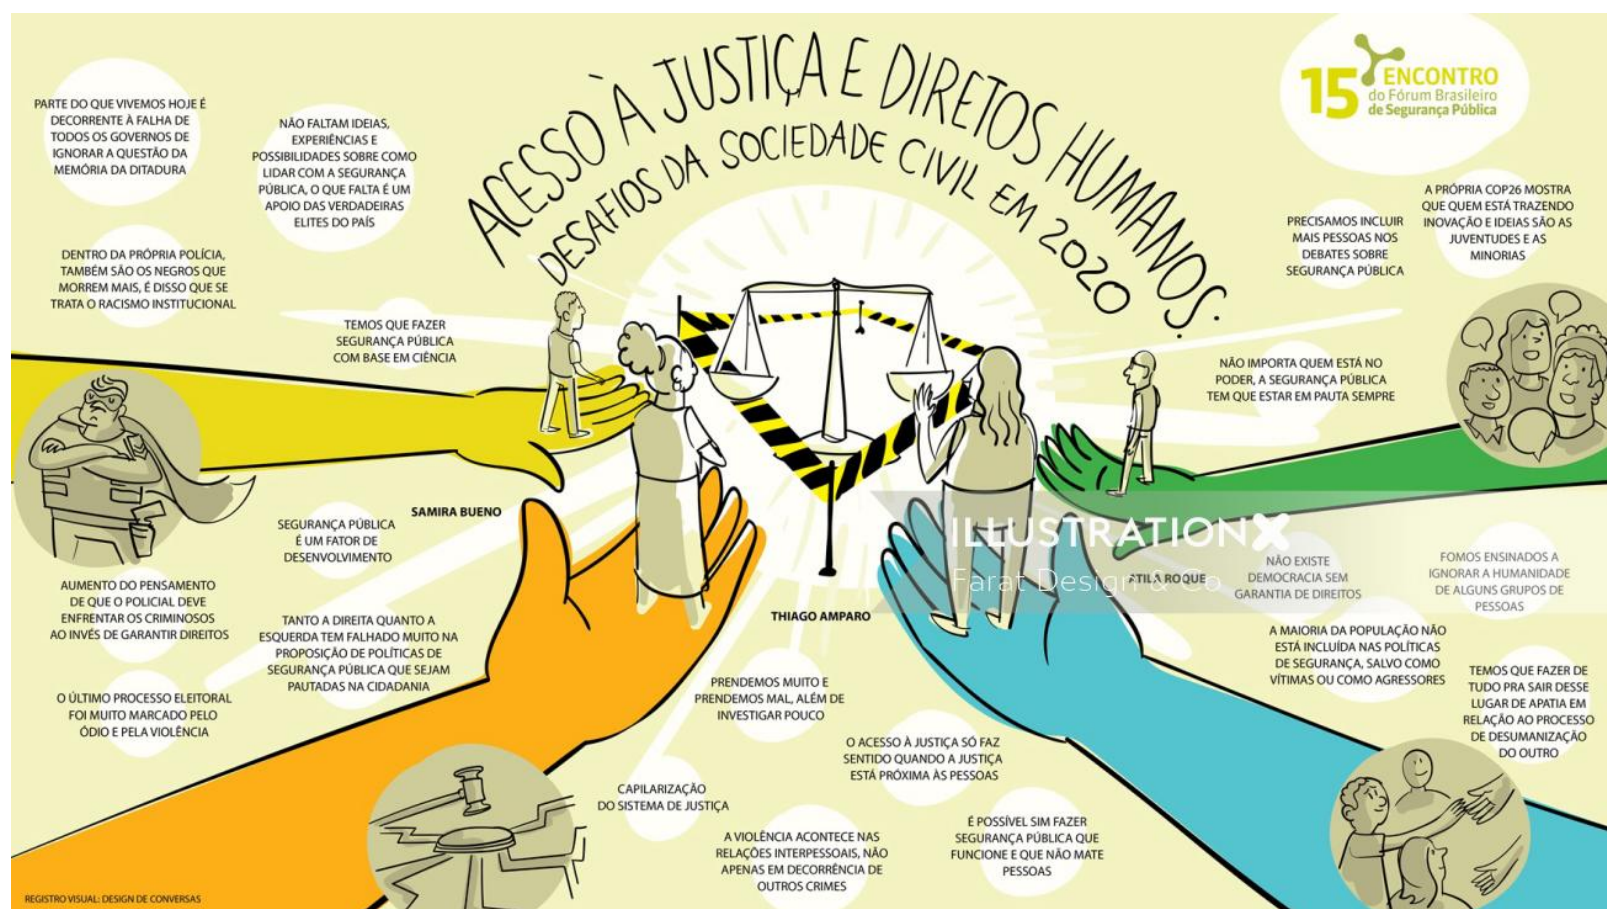 ACESSO À JUSTIÇA E DIRETOS HUMANOS:
DESAFIOS DA SOCIEDADE CIVIL EM 2020
15 ENCONTRO
do Fórum Brasileiro
de Segurança Pública
PARTE DO QUE VIVEMOS HOJE É
DECORRENTE À FALHA DE
TODOS OS GOVERNOS DE
IGNORAR A QUESTÃO DA
MEMÓRIA DA DITADURA
NÃO FALTAM IDEIAS,
EXPERIÊNCIAS E
POSSIBILIDADES SOBRE COMO
LIDAR COM A SEGURANÇA
PÚBLICA, O QUE FALTA É UM
APOIO DAS VERDADEIRAS
ELITES DO PAÍS
DENTRO DA PRÓPRIA POLÍCIA,
TAMBÉM SÃO OS NEGROS QUE
MORREM MAIS, É DISSO QUE SE
TRATA O RACISMO INSTITUCIONAL
TEMOS QUE FAZER
SEGURANÇA PÚBLICA
COM BASE EM CIÊNCIA
PRECISAMOS INCLUIR
MAIS PESSOAS NOS
DEBATES SOBRE
SEGURANÇA PÚBLICA
A PRÓPRIA COP26 MOSTRA
QUE QUEM ESTÁ TRAZENDO
INOVAÇÃO E IDEIAS SÃO AS
JUVENTUDES E AS
MINORIAS
NÃO IMPORTA QUEM ESTÁ NO
PODER, A SEGURANÇA PÚBLICA
TEM QUE ESTAR EM PAUTA SEMPRE
SAMIRA BUENO
SEGURANÇA PÚBLICA
É UM FATOR DE
DESENVOLVIMENTO
AUMENTO DO PENSAMENTO
DE QUE O POLICIAL DEVE
ENFRENTAR OS CRIMINOSOS
AO INVÉS DE GARANTIR DIREITOS
TANTO A DIREITA QUANTO A
ESQUERDA TEM FALHADO MUITO NA
PROPOSIÇÃO DE POLÍTICAS DE
SEGURANÇA PÚBLICA QUE SEJAM
PAUTADAS NA CIDADANIA
O ÚLTIMO PROCESSO ELEITORAL
FOI MUITO MARCADO PELO
ÓDIO E PELA VIOLÊNCIA
THIAGO AMPARO
PRENDEMOS MUITO E
PRENDEMOS MAL, ALÉM DE
INVESTIGAR POUCO
O ACESSO À JUSTIÇA SÓ FAZ
SENTIDO QUANDO A JUSTIÇA
ESTÁ PRÓXIMA ÀS PESSOAS
CAPILARIZAÇÃO
DO SISTEMA DE JUSTIÇA
A VIOLÊNCIA ACONTECE NAS
RELAÇÕES INTERPESSOAIS, NÃO
APENAS EM DECORRÊNCIA DE
OUTROS CRIMES
É POSSÍVEL SIM FAZER
SEGURANÇA PÚBLICA QUE
FUNCIONE E QUE NÃO MATE
PESSOAS
ILLUSTRATIONX
Farat Design & Co
ATILA ROQUE
NÃO EXISTE
DEMOCRACIA SEM
GARANTIA DE DIREITOS
FOMOS ENSINADOS A
IGNORAR A HUMANIDADE
DE ALGUNS GRUPOS DE
PESSOAS
A MAIORIA DA POPULAÇÃO NÃO
ESTÁ INCLUÍDA NAS POLÍTICAS
DE SEGURANÇA, SALVO COMO
VÍTIMAS OU COMO AGRESSORES
TEMOS QUE FAZER DE
TUDO PRA SAIR DESSE
LUGAR DE APATIA EM
RELAÇÃO AO PROCESSO
DE DESUMANIZAÇÃO
DO OUTRO
REGISTRO VISUAL: DESIGN DE CONVERSAS